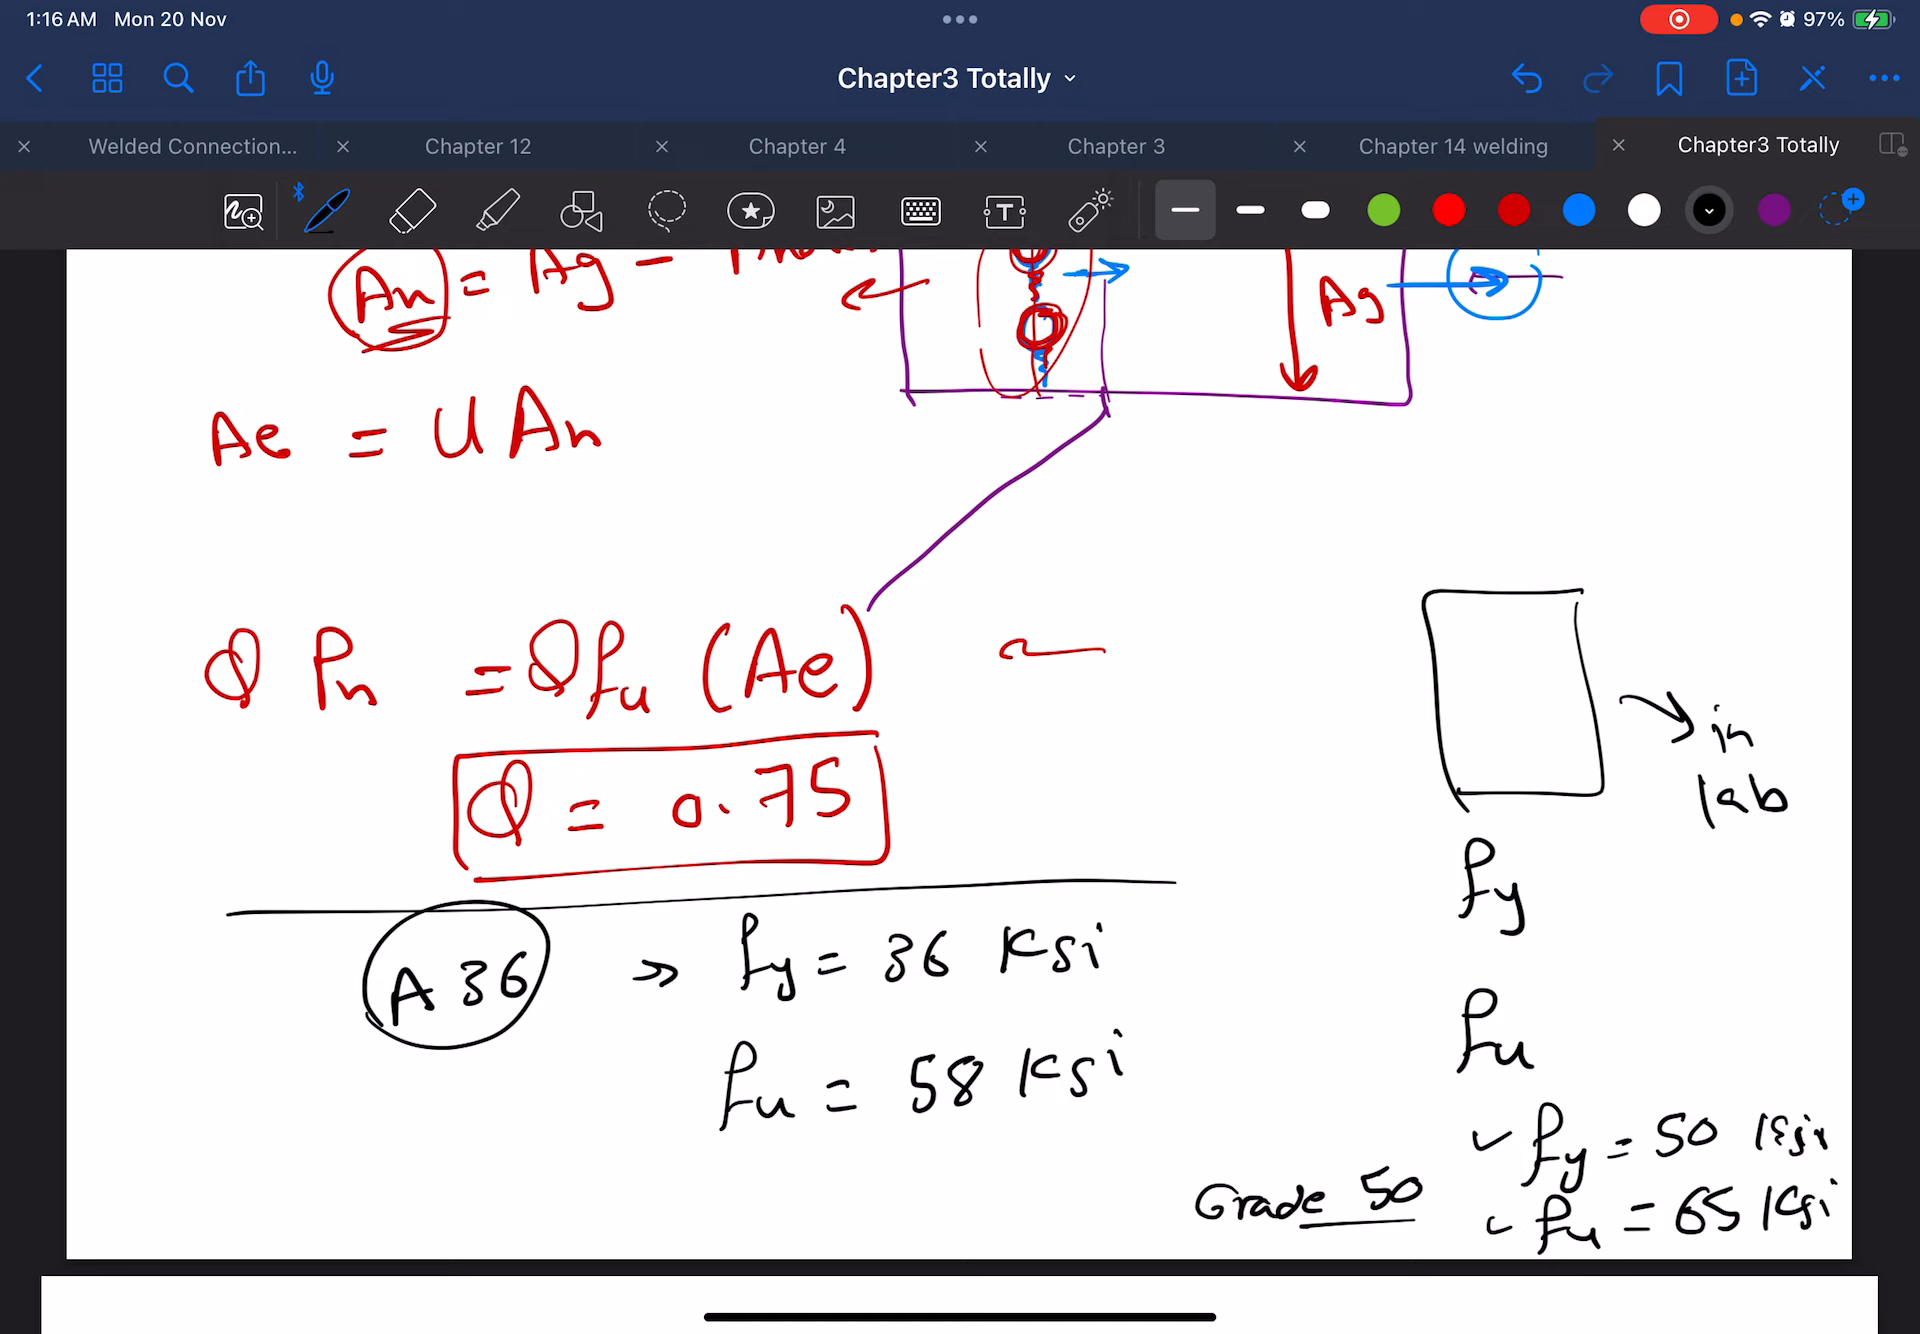 1:16 AM Mon 20 Nov
97%
Chapter3 Totally
Welded Connection...
Chapter 12
Chapter 4
Chapter 3
Chapter 14 welding
Chapter3 Totally
An = Ag -
Ag
Ae = U An
Ø Pn = Ø fu (Ae)
Ø = 0.75
in
lab
fy
A 36 >> fy = 36 Ksi
fu
fu = 58 Ksi
✓ fy = 50 Ksi
Grade 50
✓ fu = 65 Ksi